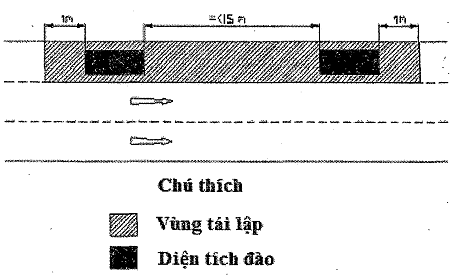 1m =<15 m 1m
Chú thích
Vùng tái lập
Diện tích đào